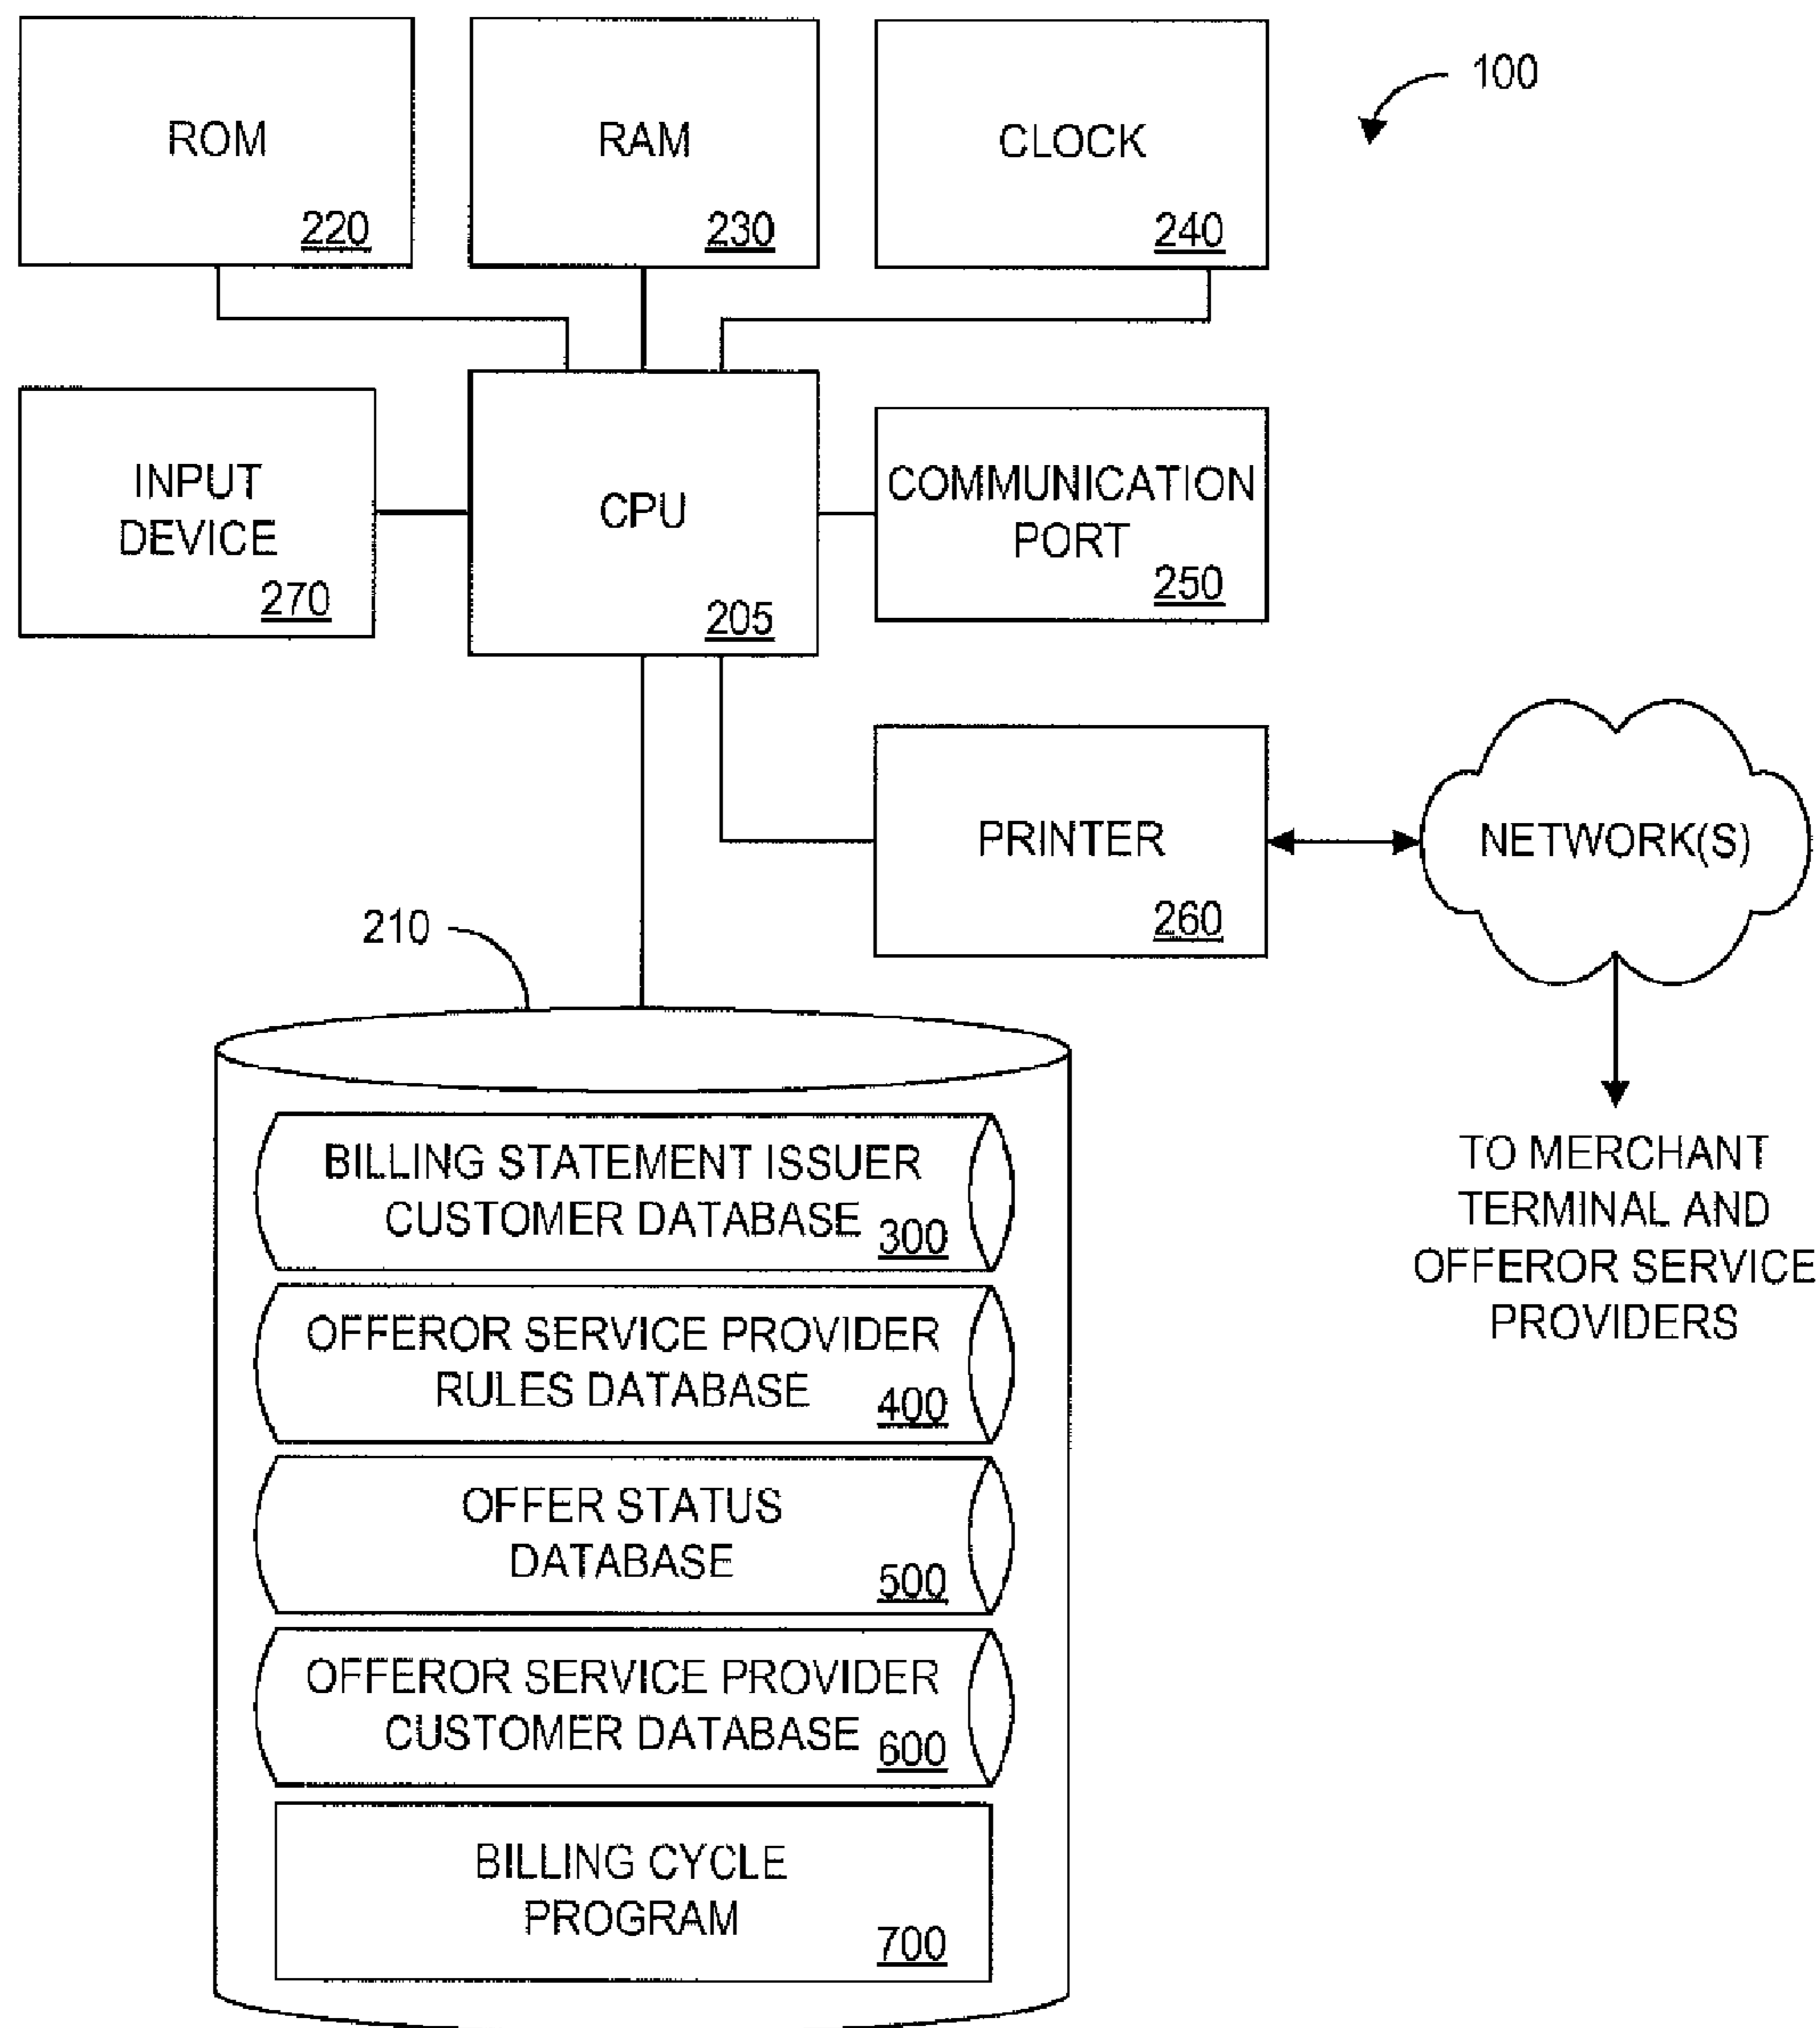 ROM
220
RAM
230
CLOCK
240
100
INPUT
DEVICE
270
CPU
205
COMMUNICATION
PORT
250
PRINTER
260
NETWORK(S)
TO MERCHANT
TERMINAL AND
OFFEROR SERVICE
PROVIDERS
210
BILLING STATEMENT ISSUER
CUSTOMER DATABASE
300
OFFEROR SERVICE PROVIDER
RULES DATABASE
400
OFFER STATUS
DATABASE
500
OFFEROR SERVICE PROVIDER
CUSTOMER DATABASE
600
BILLING CYCLE
PROGRAM
700